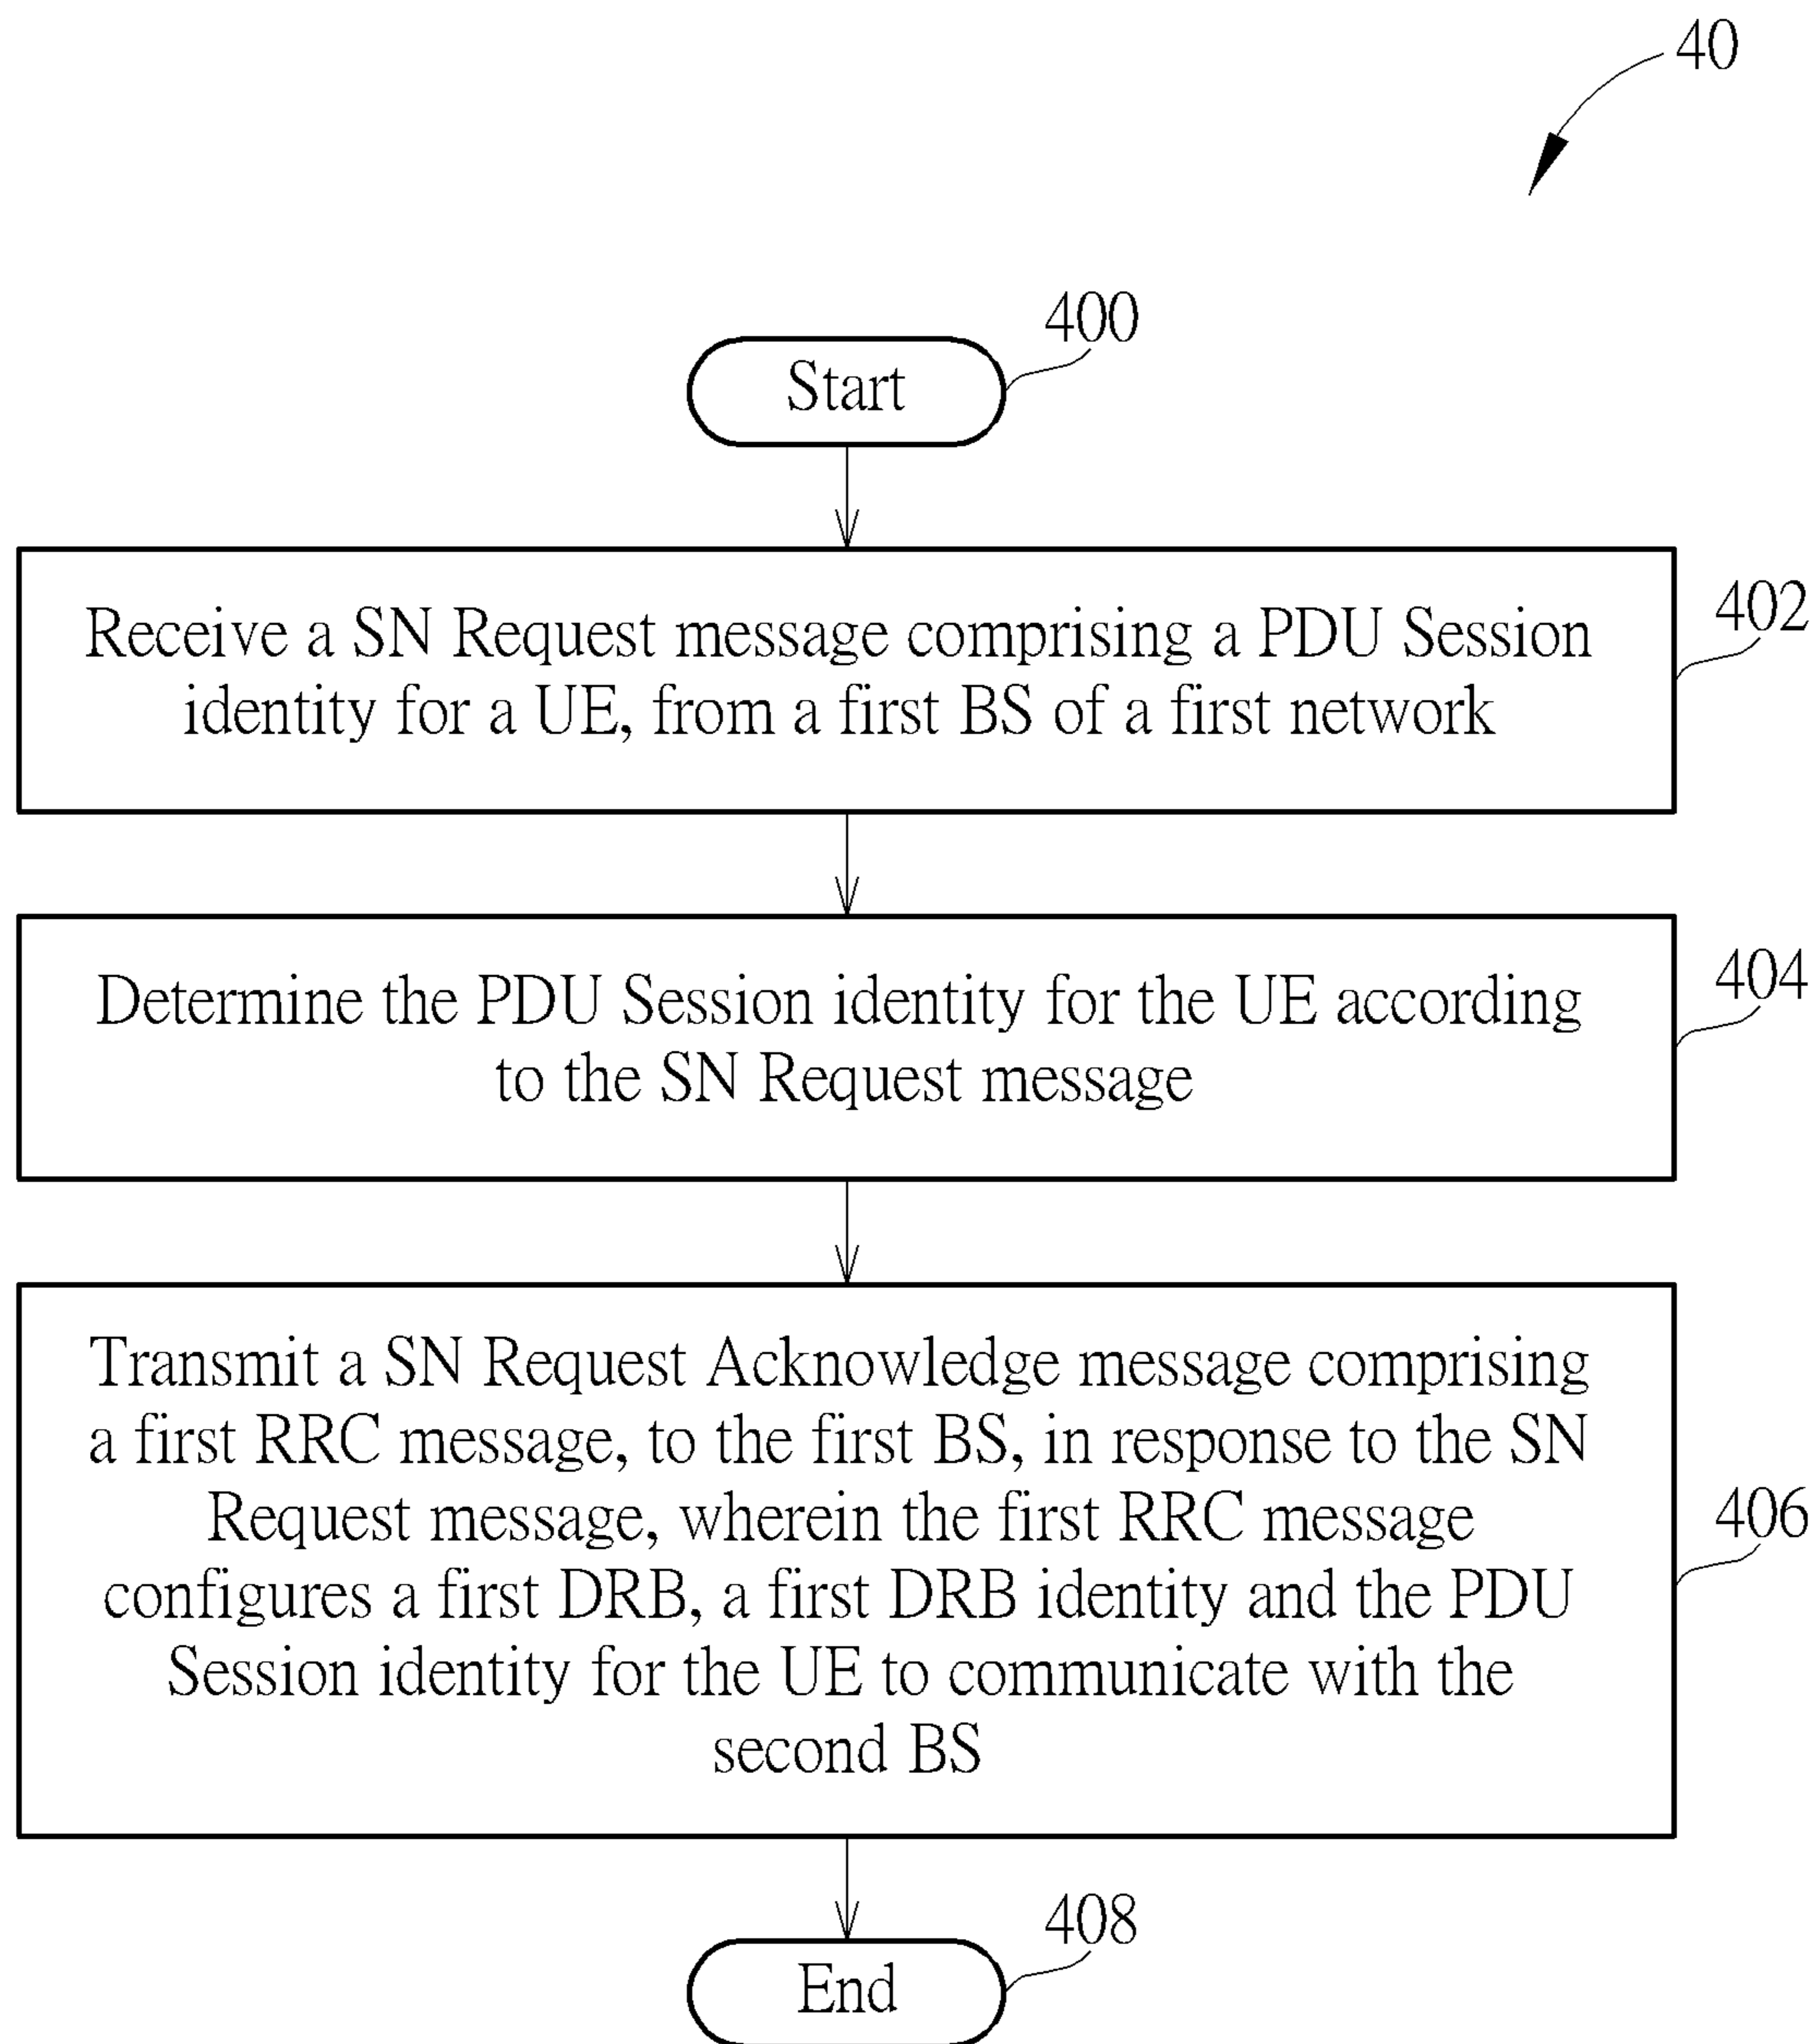 40
400
Start
402
Receive a SN Request message comprising a PDU Session
identity for a UE, from a first BS of a first network
404
Determine the PDU Session identity for the UE according
to the SN Request message
Transmit a SN Request Acknowledge message comprising
a first RRC message, to the first BS, in response to the SN
Request message, wherein the first RRC message
406
configures a first DRB, a first DRB identity and the PDU
Session identity for the UE to communicate with the
second BS
408
End